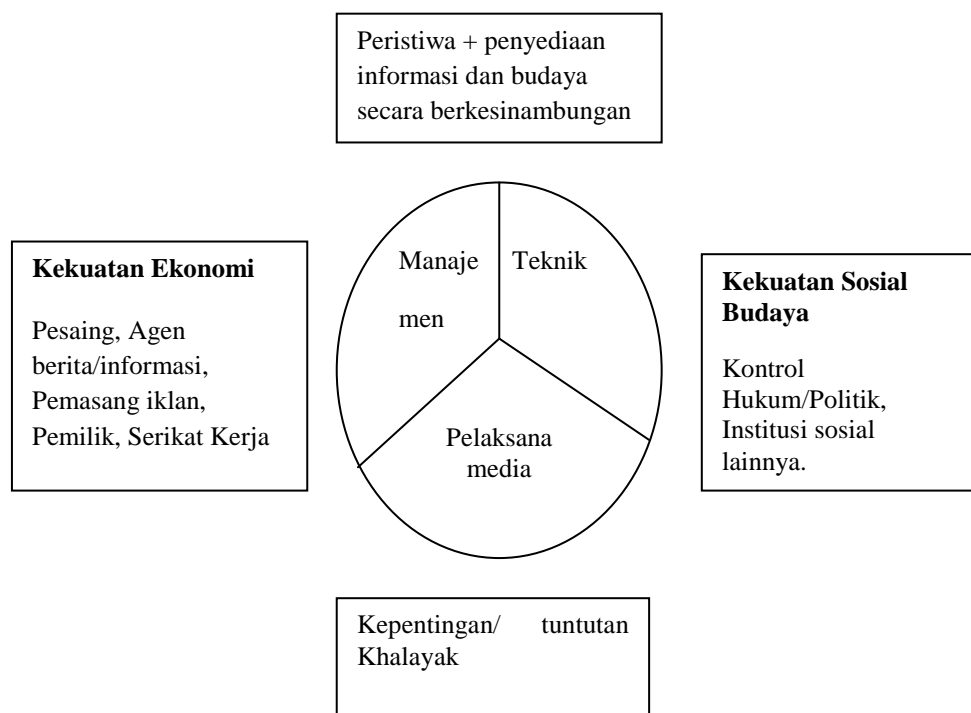 Peristiwa + penyediaan
informasi dan budaya
secara berkesinambungan
Kekuatan Ekonomi
Pesaing, Agen
berita/informasi,
Pemasang iklan,
Pemilik, Serikat Kerja
Manaje
men
Teknik
Pelaksana
media
Kekuatan Sosial
Budaya
Kontrol
Hukum/Politik,
Institusi sosial
lainnya.
Kepentingan/ tuntutan
Khalayak